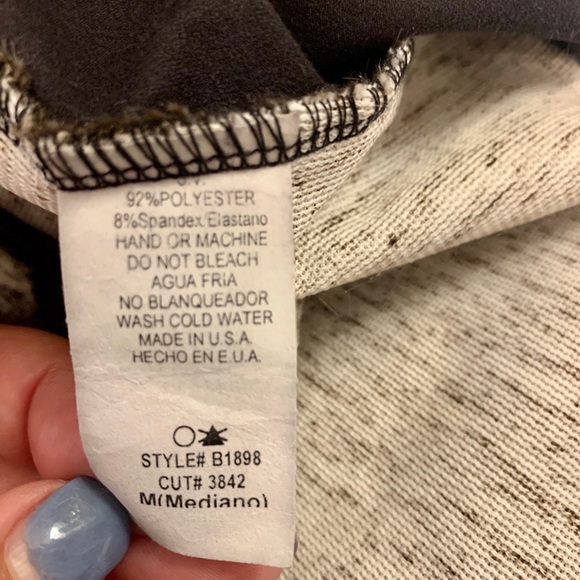 92%POLYESTER
8%Spandex Elastano
HAND OR MACHINE
DO NOT BLEACH
AGUA FRIA
NO BLANQUEADOR
WASH COLD WATER
MADE IN U.S.A.
HECHO EN E.U.A.
STYLE# B1898
CUT# 3842
M(Mediano)